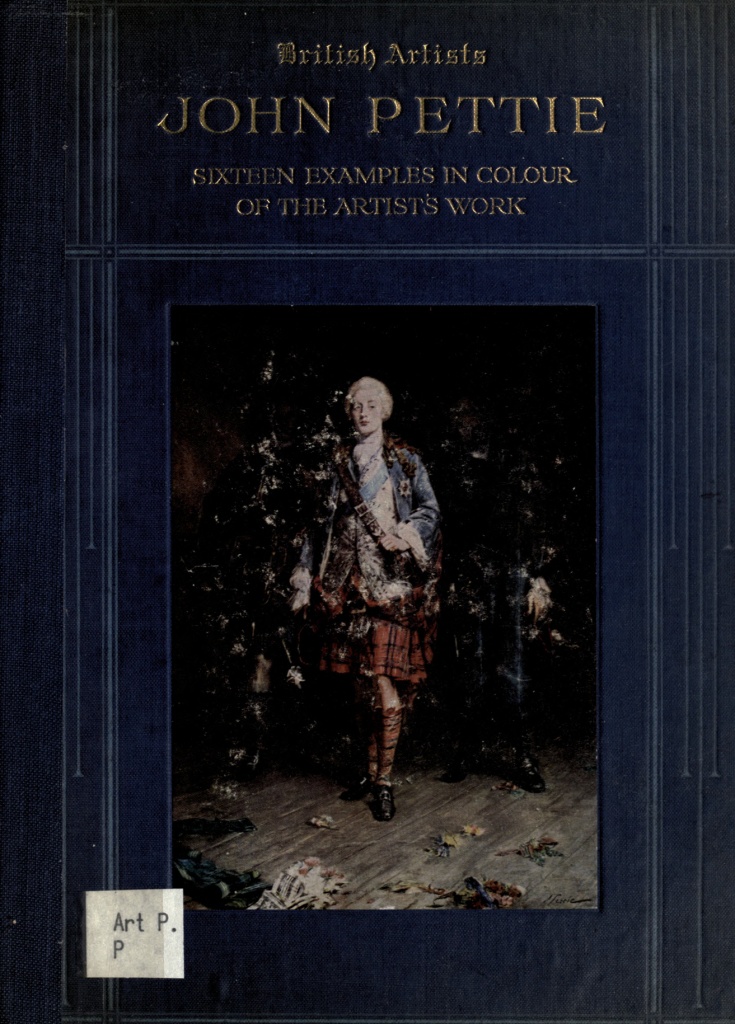 British Artists
JOHN PETTIE
SIXTEEN EXAMPLES IN COLOUR
OF THE ARTIST'S WORK
Art P.
P